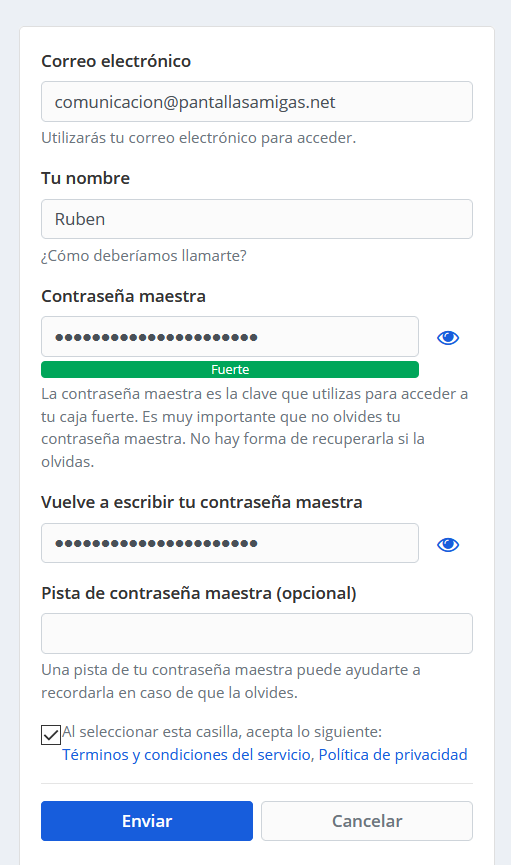 Correo electrónico
comunicacion@pantallasamigas.net
Utilizarás tu correo electrónico para acceder.
Tu nombre
Ruben
¿Cómo deberíamos llamarte?
Contraseña maestra
••••••••••••••••••••••
Fuerte
La contraseña maestra es la clave que utilizas para acceder a
tu caja fuerte. Es muy importante que no olvides tu
contraseña maestra. No hay forma de recuperarla si la
olvidas.
Vuelve a escribir tu contraseña maestra
••••••••••••••••••••••
Pista de contraseña maestra (opcional)
Una pista de tu contraseña maestra puede ayudarte a
recordarla en caso de que la olvides.
Al seleccionar esta casilla, acepta lo siguiente:
Términos y condiciones del servicio, Política de privacidad
Enviar Cancelar